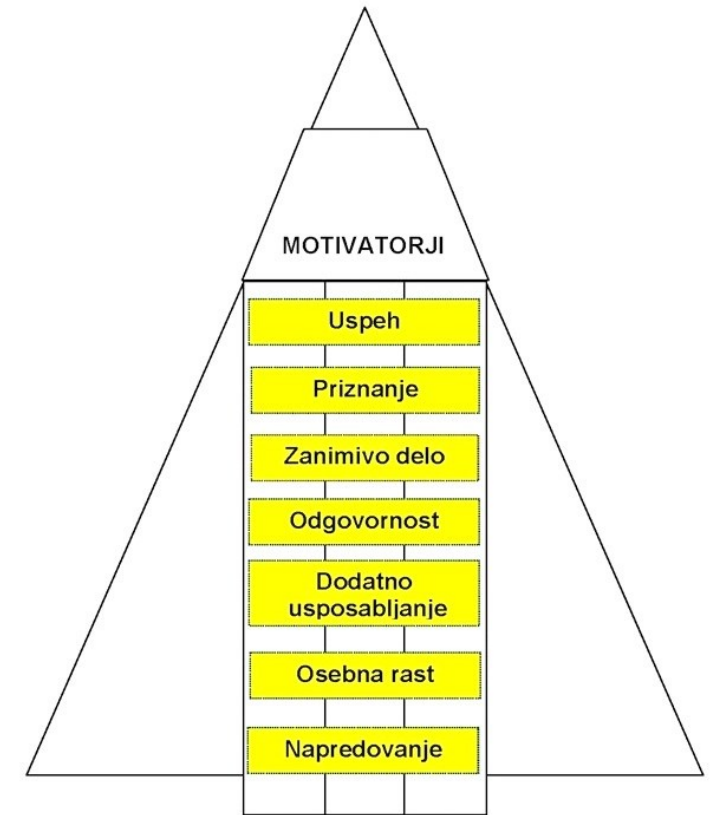 MOTIVATORJI
Uspeh
Priznanje
Zanimivo delo
Odgovornost
Dodatno
usposabljanje
Osebna rast
Napredovanje